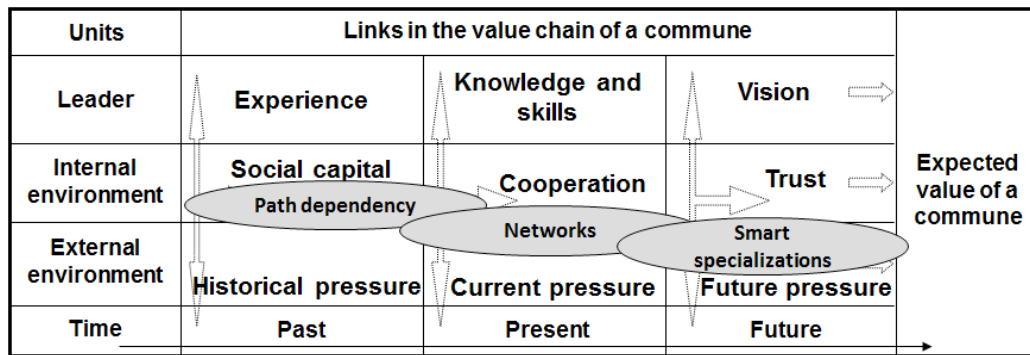 Units
Links in the value chain of a commune
Leader
Experience
Knowledge and
skills
Vision
Internal
environment
Social capital
Cooperation
Trust
Expected
value of a
commune
Path dependency
Networks
Smart
specializations
External
environment
Historical pressure
Current pressure
Future pressure
Time
Past
Present
Future